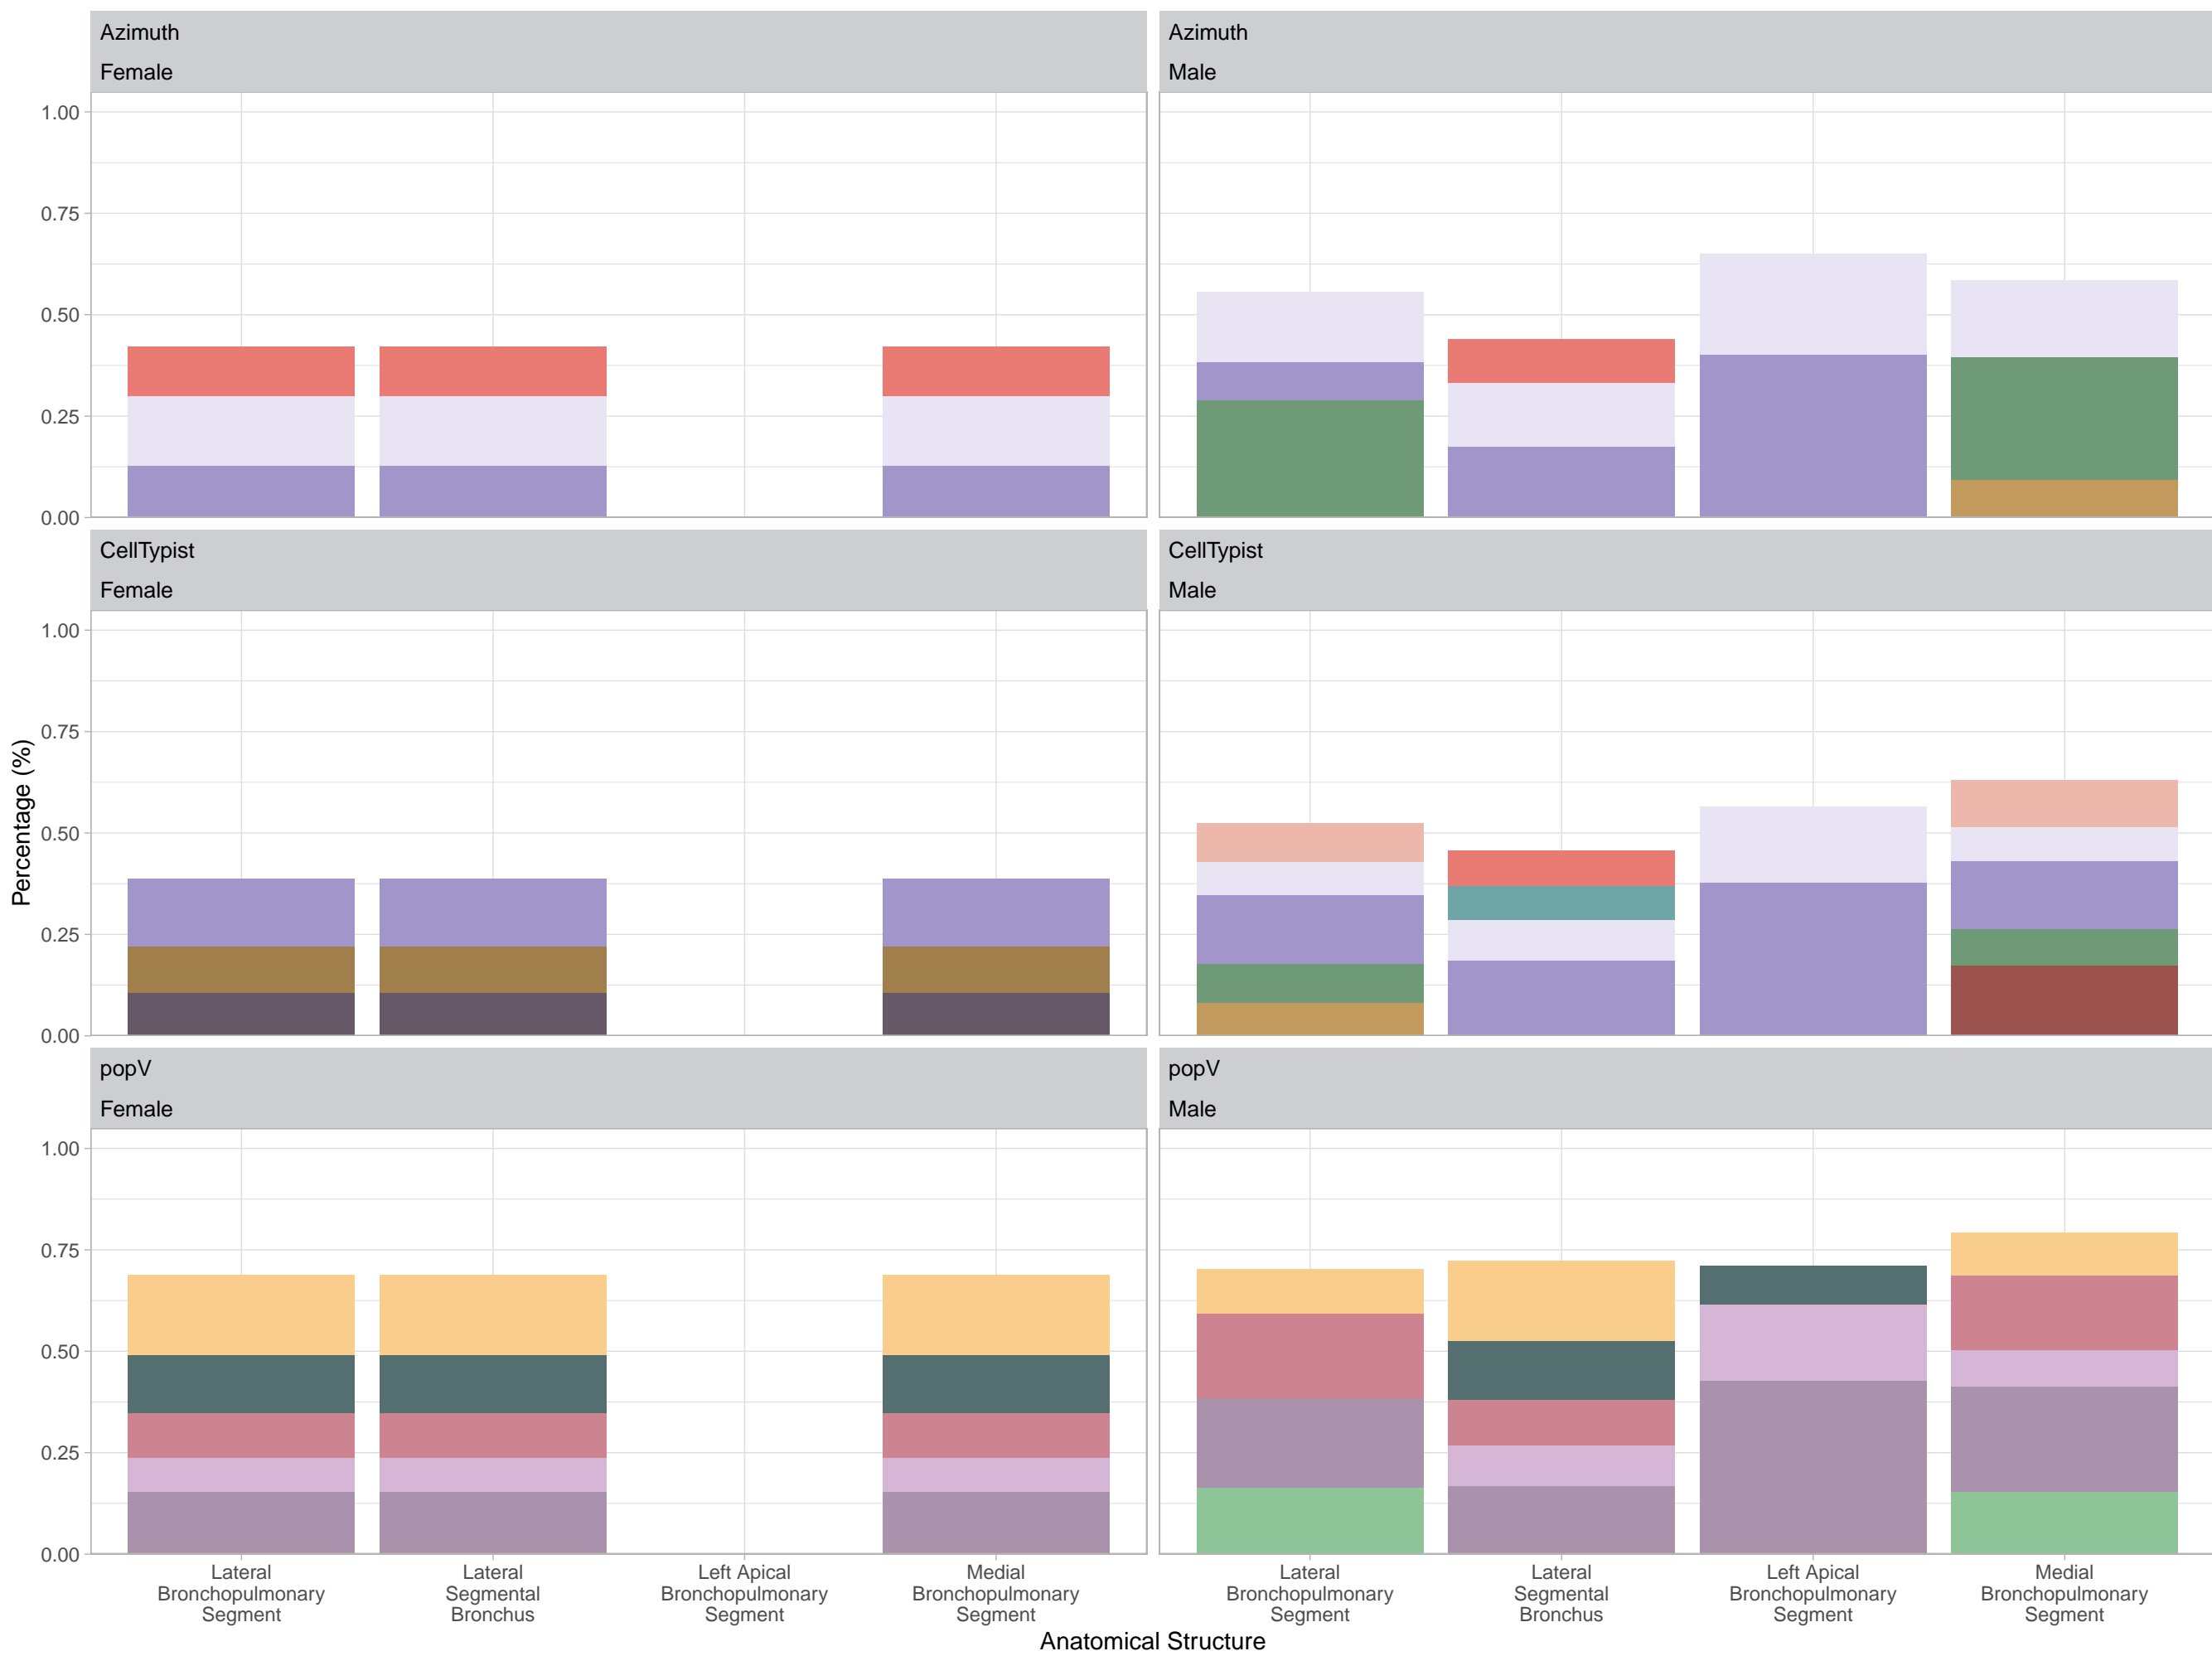 Azimuth
Female
Azimuth
Male
1.00
0.75
0.50
0.25
0.00
CellTypist
Female
CellTypist
Male
1.00
0.75
0.50
0.25
0.00
popV
Female
popV
Male
1.00
0.75
0.50
0.25
0.00
Percentage (%)
Lateral
Bronchopulmonary
Segment
Lateral
Segmental
Bronchus
Left Apical
Bronchopulmonary
Segment
Medial
Bronchopulmonary
Segment
Lateral
Bronchopulmonary
Segment
Lateral
Segmental
Bronchus
Left Apical
Bronchopulmonary
Segment
Medial
Bronchopulmonary
Segment
Anatomical Structure